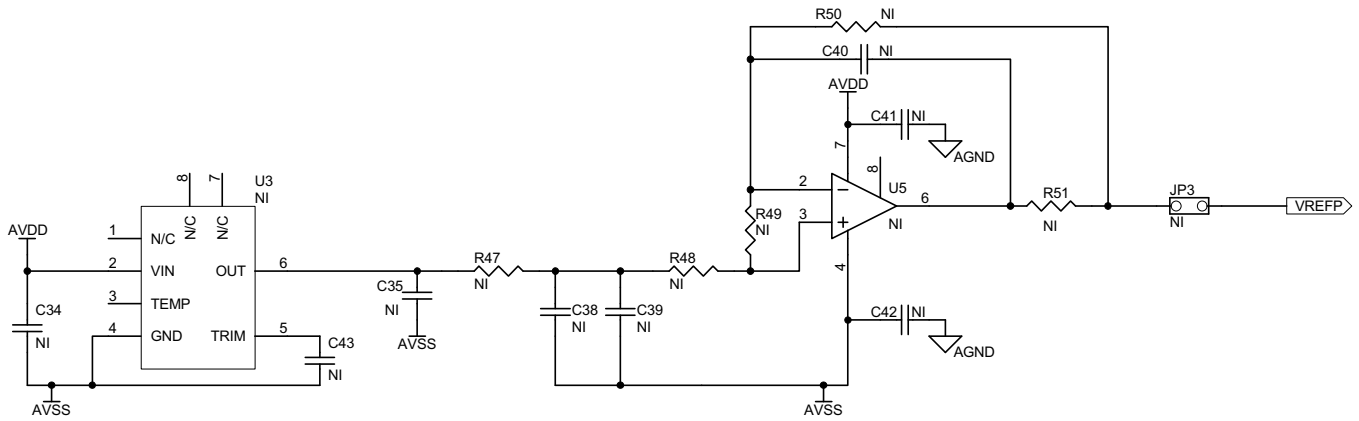 R50 NI
C40 NI
AVDD
C41 NI
AGND
7
8
2
U5
6
3
NI
4
R49
NI
R51
NI
JP3
NI
VREFP
8
7
U3
NI
N/C
N/C
AVDD
1
N/C
2
VIN
OUT
6
3
TEMP
4
GND
TRIM
5
C34
NI
C43
NI
AVSS
C35
NI
AVSS
R47
NI
C38
NI
C39
NI
R48
NI
C42 NI
AGND
AVSS